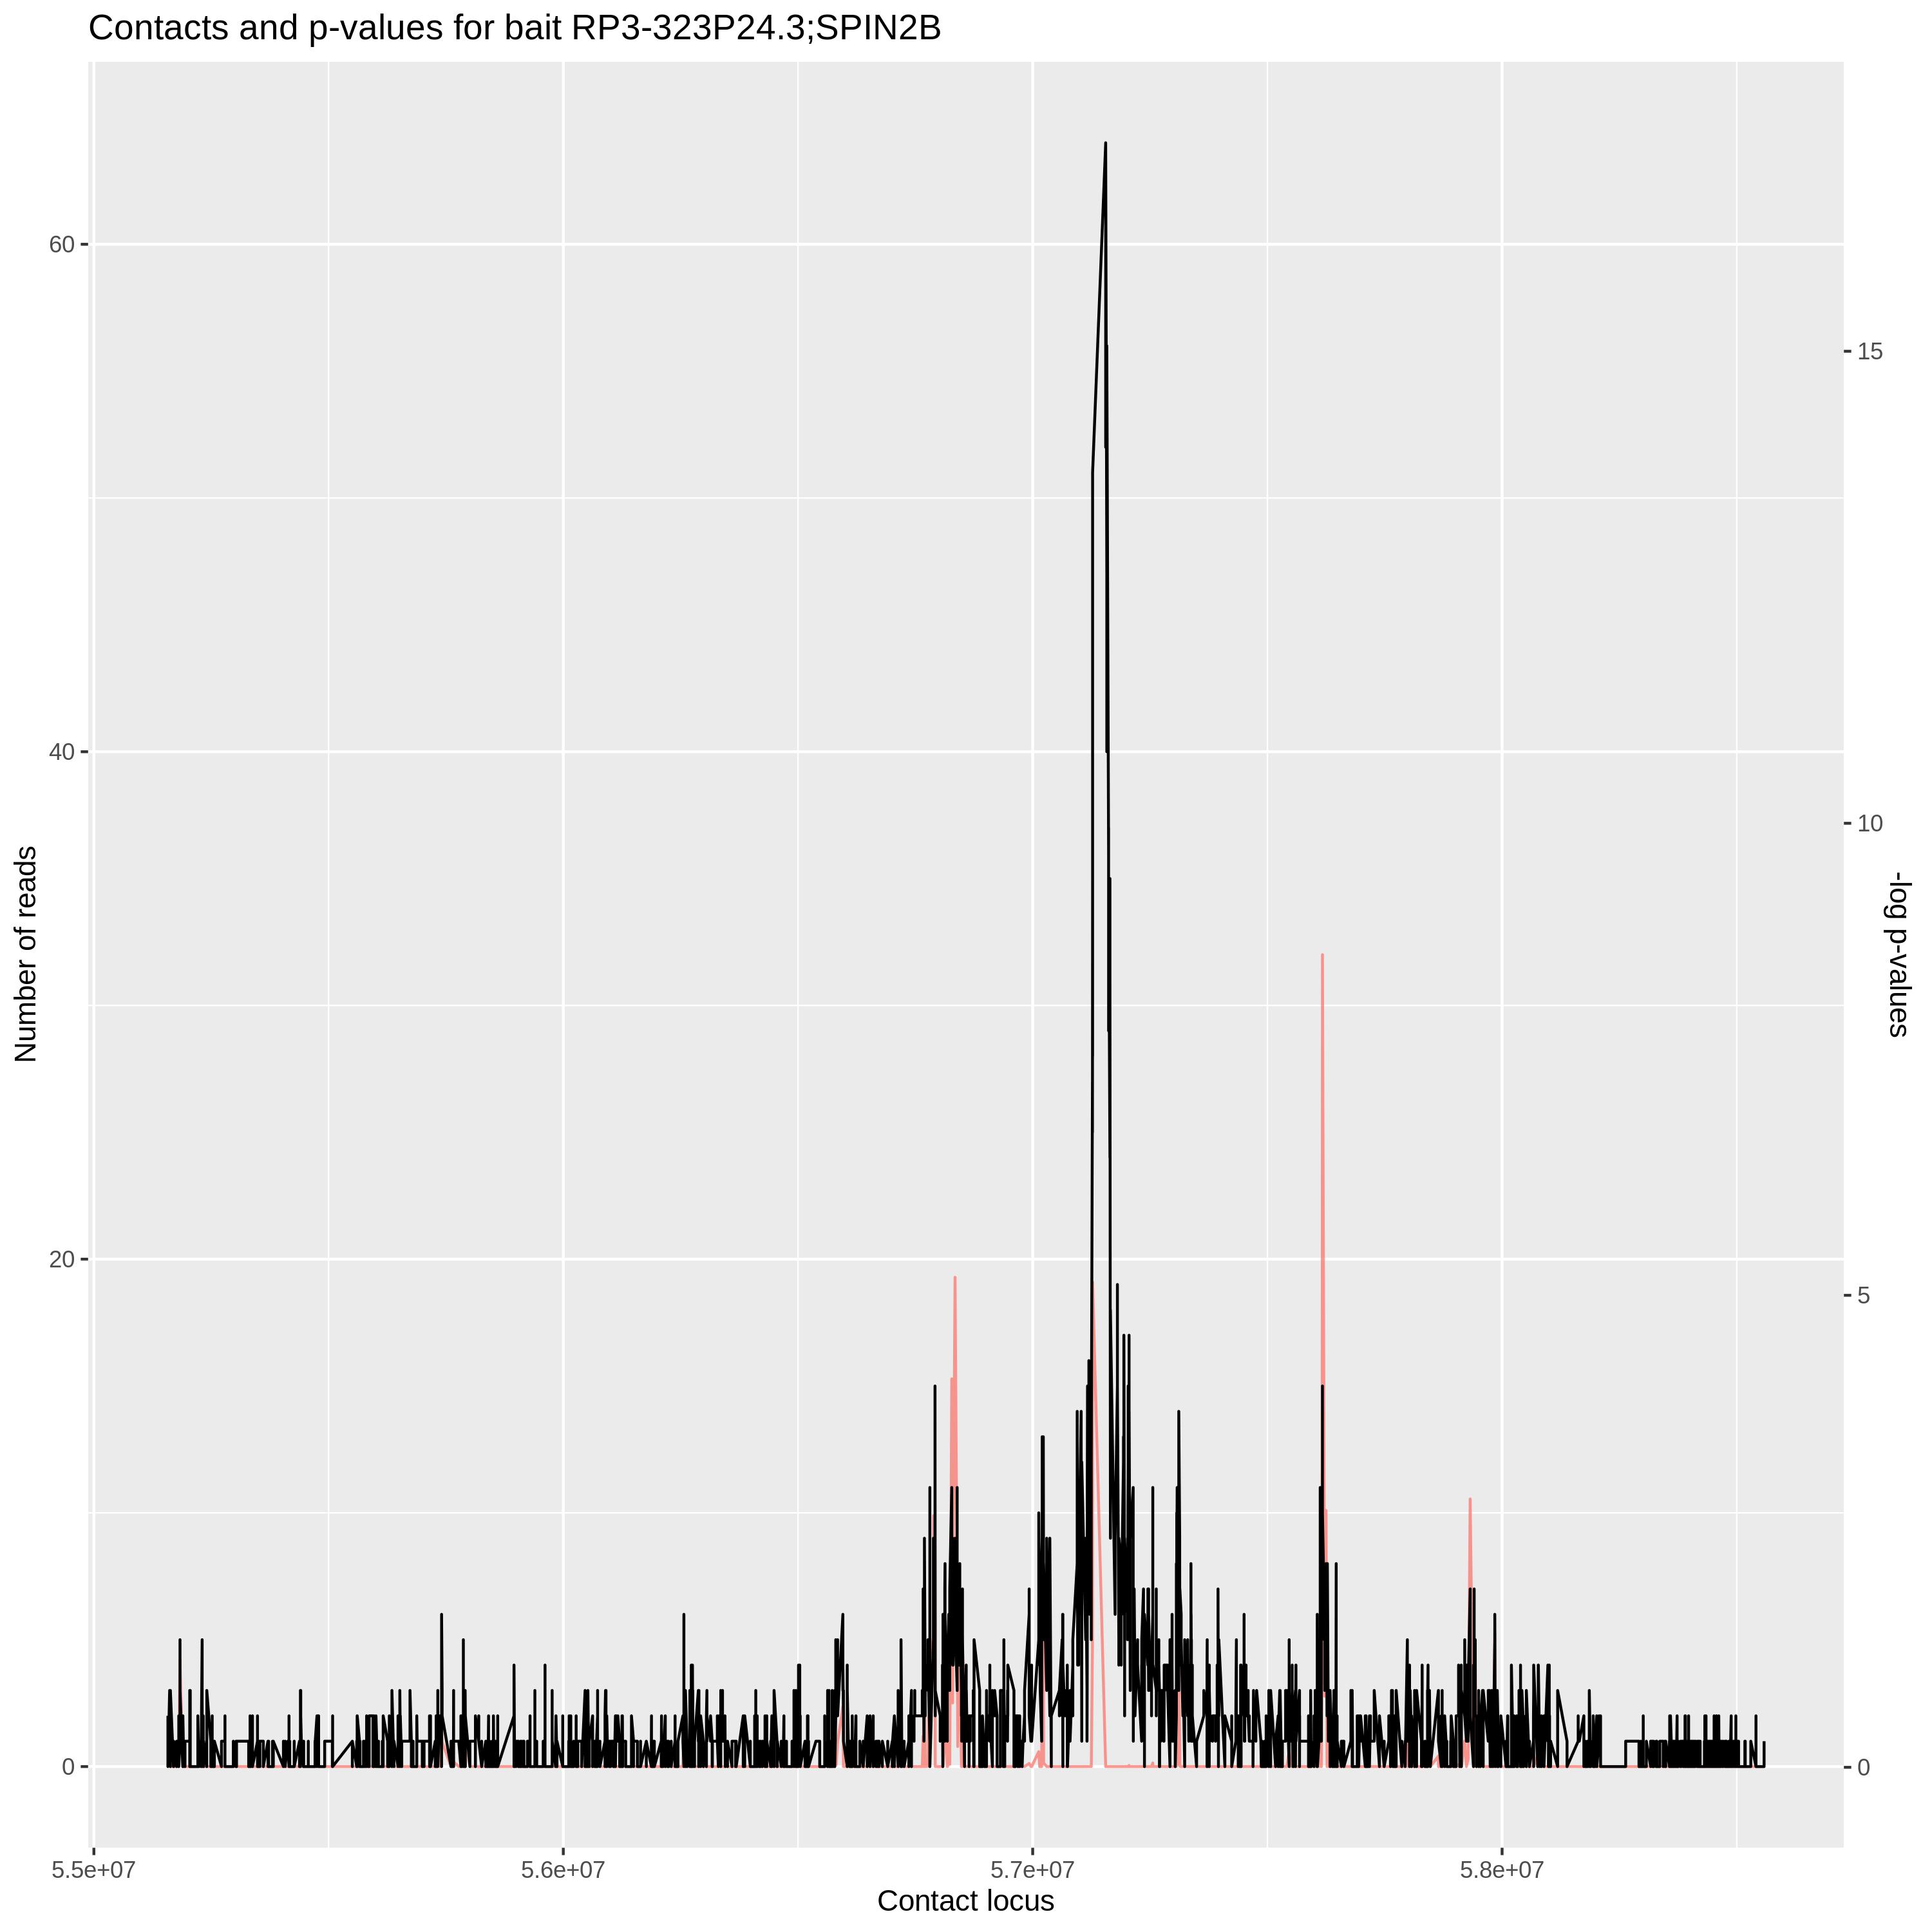 Contacts and p-values for bait RP3-323P24.3;SPIN2B
60
40
20
0
Number of reads
15
10
5
0
-log p-values
5.5e+07
5.6e+07
5.7e+07
5.8e+07
Contact locus